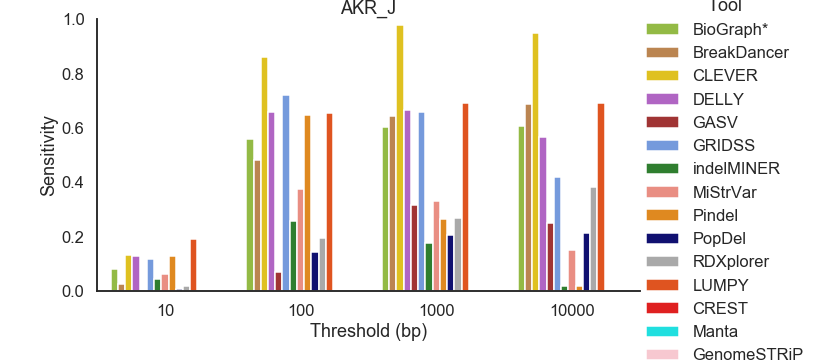 AKR_J
Tool
BioGraph*
BreakDancer
CLEVER
DELLY
GASV
GRIDSS
indelMINER
MiStrVar
Pindel
PopDel
RDXplorer
LUMPY
CREST
Manta
GenomeSTRiP
Sensitivity
1.0
0.8
0.6
0.4
0.2
0.0
10 100 1000 10000
Threshold (bp)